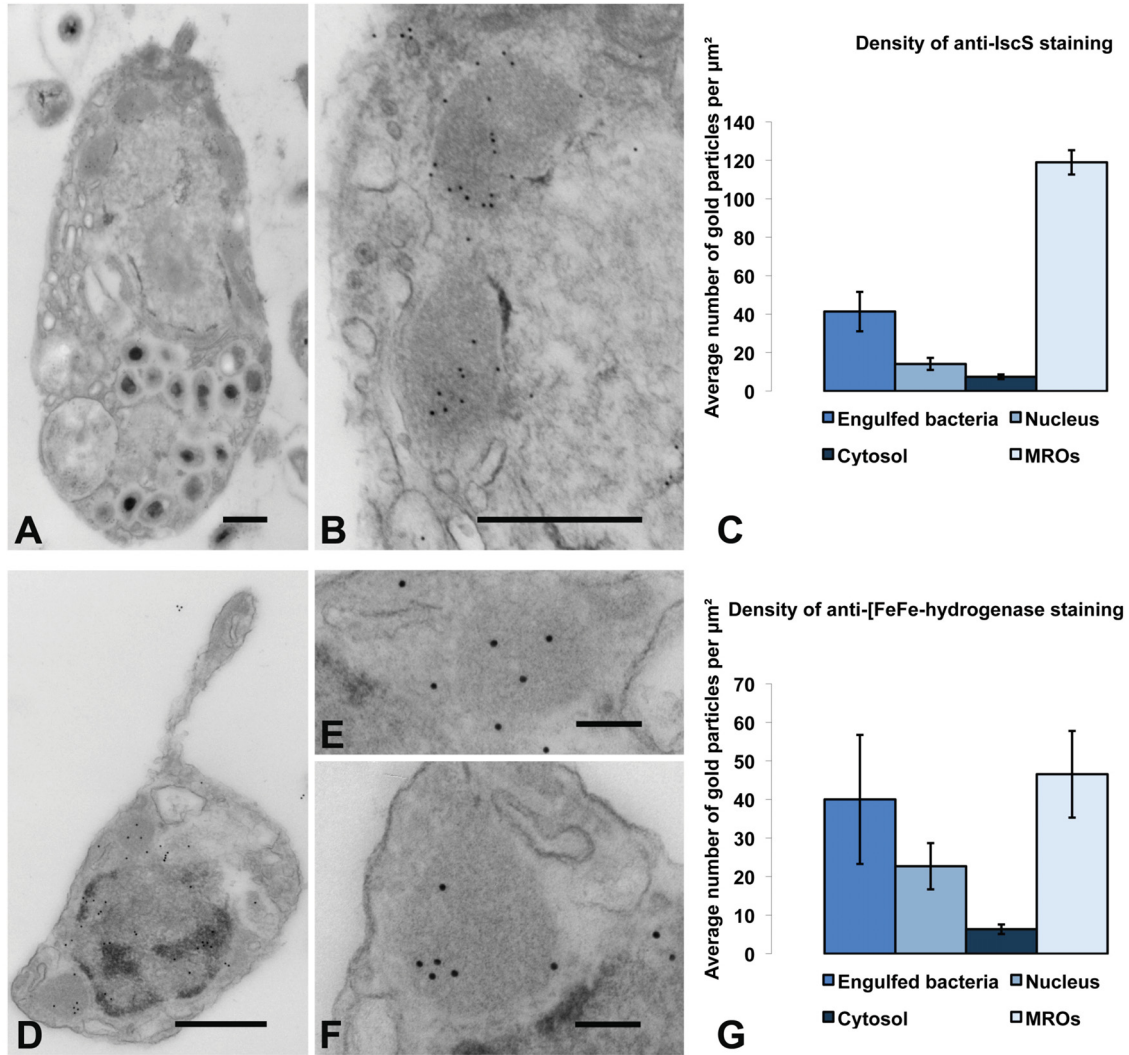 A
B
C
Density of anti-IscS staining
Average number of gold particles per µm²
140
120
100
80
60
40
20
0
Engulfed bacteria Nucleus
Cytosol MROs
D
E
F
G
Density of anti-[FeFe-hydrogenase staining
Average number of gold particles per µm²
70
60
50
40
30
20
10
0
Engulfed bacteria Nucleus
Cytosol MROs